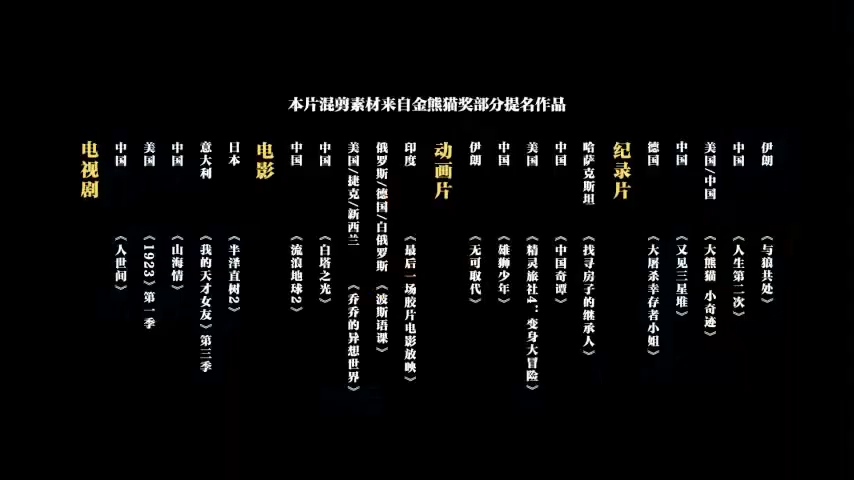 本片混剪素材来自金熊猫奖部分提名作品
电视剧
中国 《人世间》
美国 《1923》第一季
中国 《山海情》
意大利 《我的天才女友》第三季
日本 《半泽直树2》
电影
中国 《流浪地球2》
中国 《白塔之光》
美国/捷克/新西兰 《乔乔的异想世界》
俄罗斯/德国/白俄罗斯 《波斯语课》
印度 《最后一场胶片电影放映》
动画片
伊朗 《无可取代》
中国 《雄狮少年》
美国 《精灵旅社4：变身大冒险》
中国 《中国奇谭》
哈萨克斯坦 《找寻房子的继承人》
纪录片
德国 《大屠杀幸存者小姐》
中国 《又见三星堆》
美国/中国 《大熊猫 小奇迹》
中国 《人生第二次》
伊朗 《与狼共处》